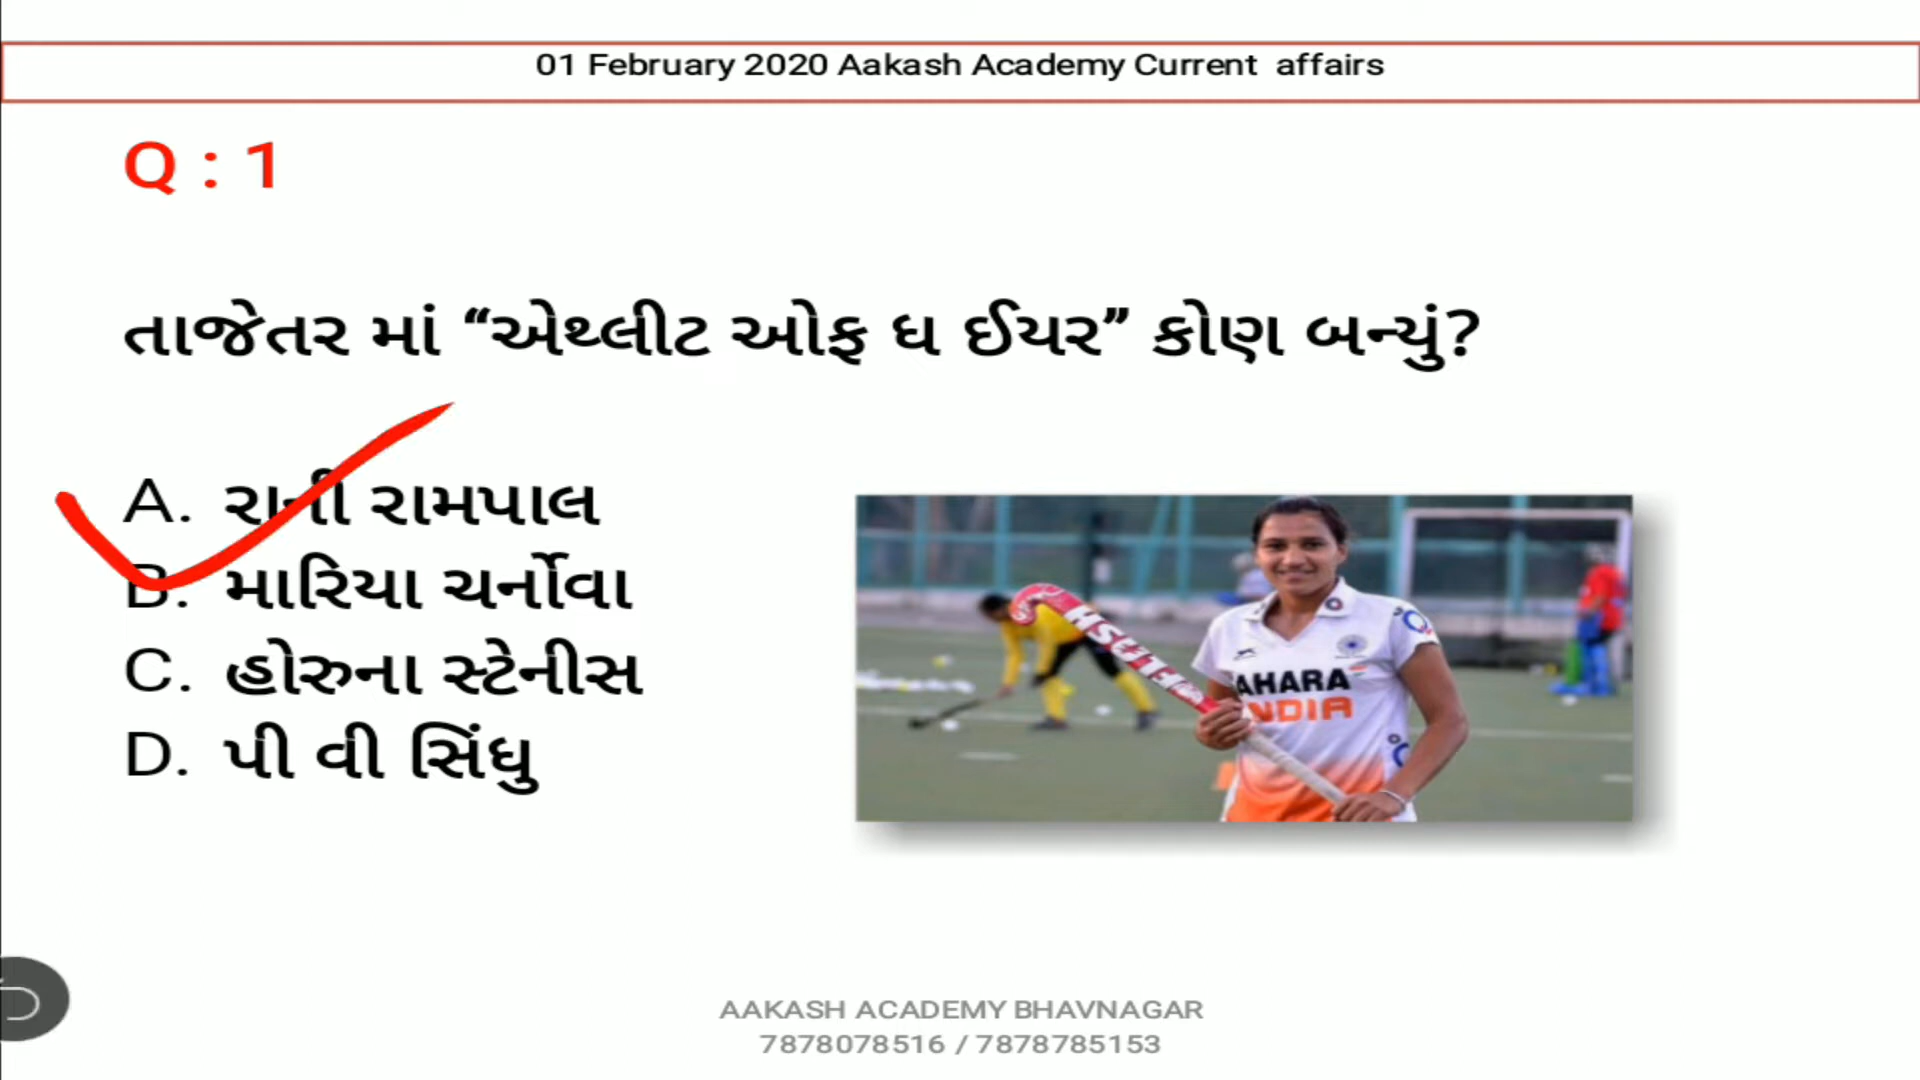 01 February 2020 Aakash Academy Current affairs
Q : 1
તાજેતર માં “એથ્લીટ ઓફ ધ ઈયર” કોણ બન્યું?
A. રાની રામપાલ
B. મારિયા ચર્નોવા
C. હોરુના સ્ટેનીસ
D. પી વી સિંધુ
AHARA
INDIA
AAKASH ACADEMY BHAVNAGAR
7878078516 / 7878785153